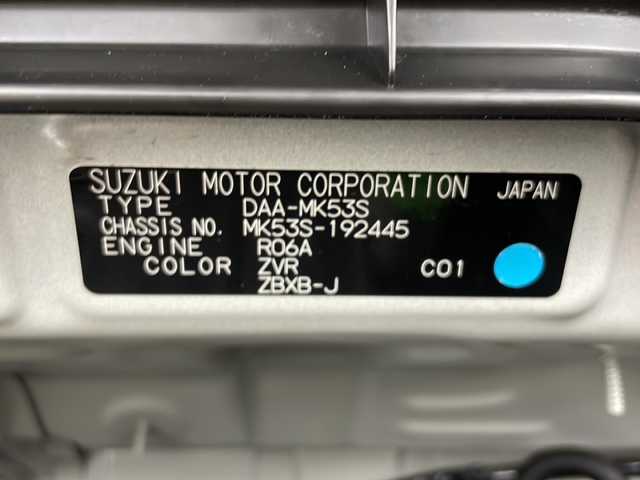 SUZUKI MOTOR CORPORATION JAPAN
TYPE DAA-MK53S
CHASSIS NO. MK53S-192445
ENGINE R06A
COLOR ZVR C01
ZBXB-J